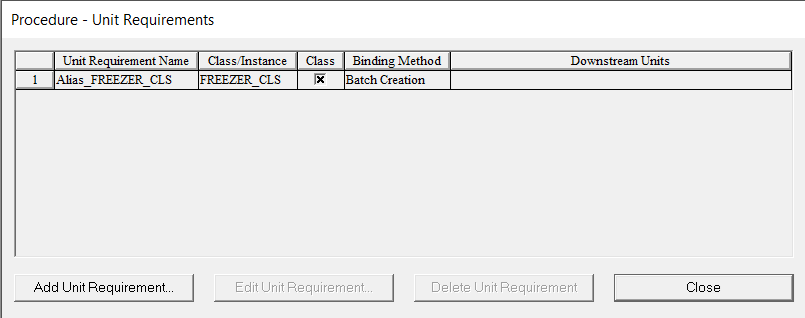 Procedure - Unit Requirements
Unit Requirement Name Class/Instance Class Binding Method Downstream Units
1 Alias_FREEZER_CLS FREEZER_CLS Batch Creation
Add Unit Requirement... Edit Unit Requirement... Delete Unit Requirement Close